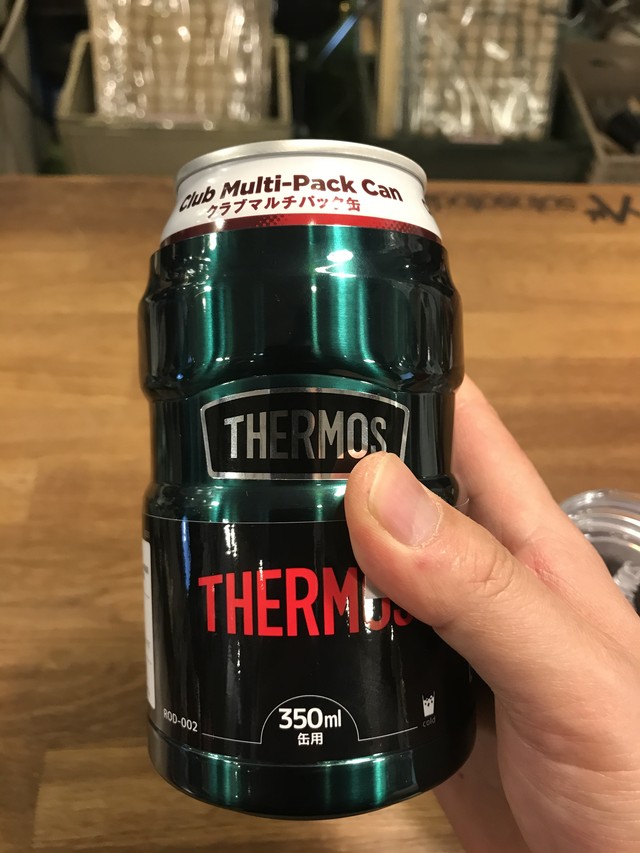 Club Multi-Pack Can
クラブマルチパック缶
THERMOS
THERMOS
ROD-002
350ml
缶用
cold